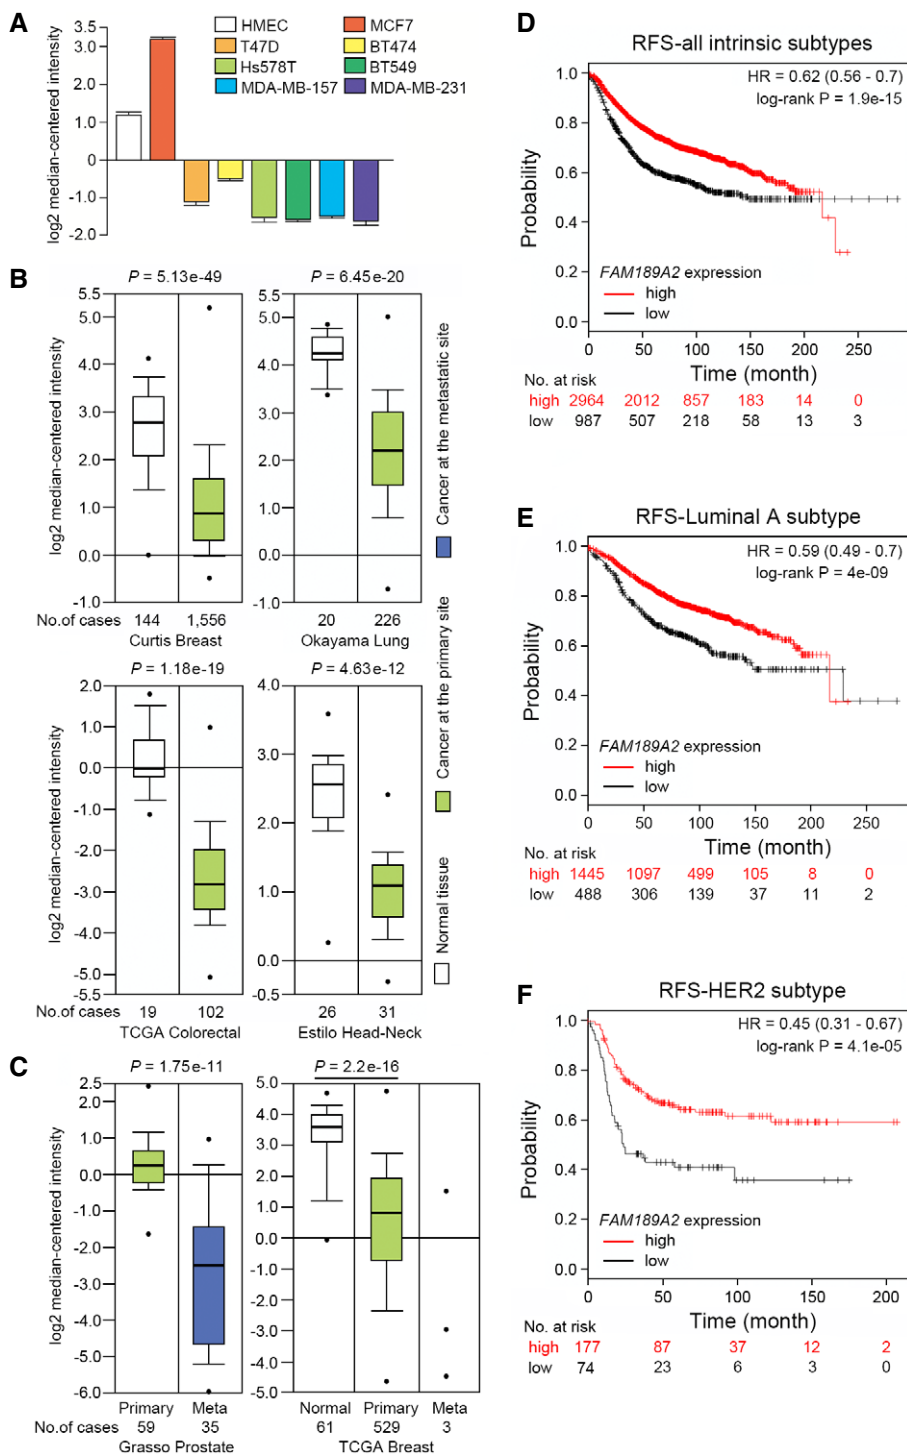 A
log2 median-centered intensity
3.5
3.0
1.0
0
-1.0
-2.0
HMEC
MCF7
T47D
BT474
Hs578T
BT549
MDA-MB-157
MDA-MB-231
B
P = 5.13e-49
P = 6.45e-20
log2 median-centered intensity
5.5
5.0
4.0
3.0
2.0
1.0
0.0
-1.0
5.5
5.0
4.0
3.0
2.0
1.0
0.0
-1.0
No.of cases
144
1,556
20
226
Curtis Breast
Okayama Lung
P = 1.18e-19
P = 4.63e-12
log2 median-centered intensity
2.0
1.0
0.0
-1.0
-2.0
-3.0
-4.0
-5.0
-5.5
4.0
3.0
2.0
1.0
0.0
-0.5
No.of cases
19
102
26
31
TCGA Colorectal
Estilo Head-Neck
Cancer at the metastatic site
Cancer at the primary site
Normal tissue
C
P = 1.75e-11
P = 2.2e-16
log2 median-centered intensity
2.5
1.0
0.0
-1.0
-2.0
-3.0
-4.0
-5.0
-6.0
5.0
4.0
3.0
2.0
1.0
0.0
-1.0
-2.0
-3.0
-4.0
-5.0
Primary
Meta
Normal
Primary
Meta
No.of cases
59
35
61
529
3
Grasso Prostate
TCGA Breast
D
RFS-all intrinsic subtypes
HR = 0.62 (0.56 - 0.7)
log-rank P = 1.9e-15
Probability
1.0
0.8
0.6
0.4
0.2
0.0
FAM189A2 expression
high
low
0 50 100 150 200 250
Time (month)
No. at risk
high 2964 2012 857 183 14 0
low 987 507 218 58 13 3
E
RFS-Luminal A subtype
HR = 0.59 (0.49 - 0.7)
log-rank P = 4e-09
Probability
1.0
0.8
0.6
0.4
0.2
0.0
FAM189A2 expression
high
low
0 50 100 150 200 250
Time (month)
No. at risk
high 1445 1097 499 105 8 0
low 488 306 139 37 11 2
F
RFS-HER2 subtype
HR = 0.45 (0.31 - 0.67)
log-rank P = 4.1e-05
Probability
1.0
0.8
0.6
0.4
0.2
0.0
FAM189A2 expression
high
low
0 50 100 150 200
Time (month)
No. at risk
high 177 87 37 12 2
low 74 23 6 3 0